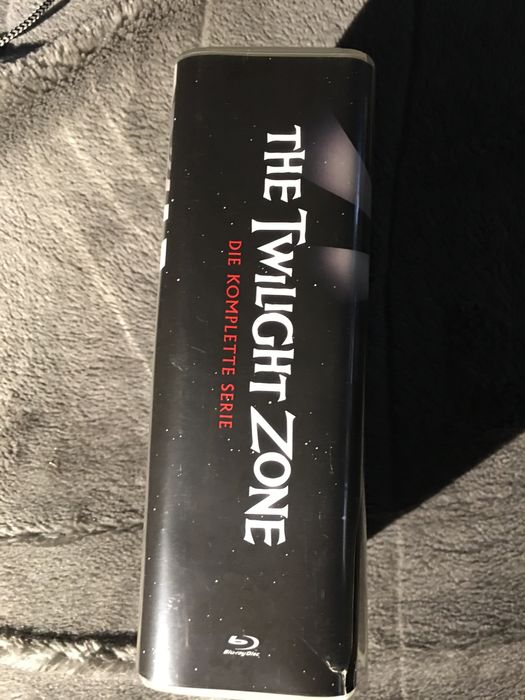 THE TWILIGHT ZONE
DIE KOMPLETTE SERIE
Blu-ray Disc